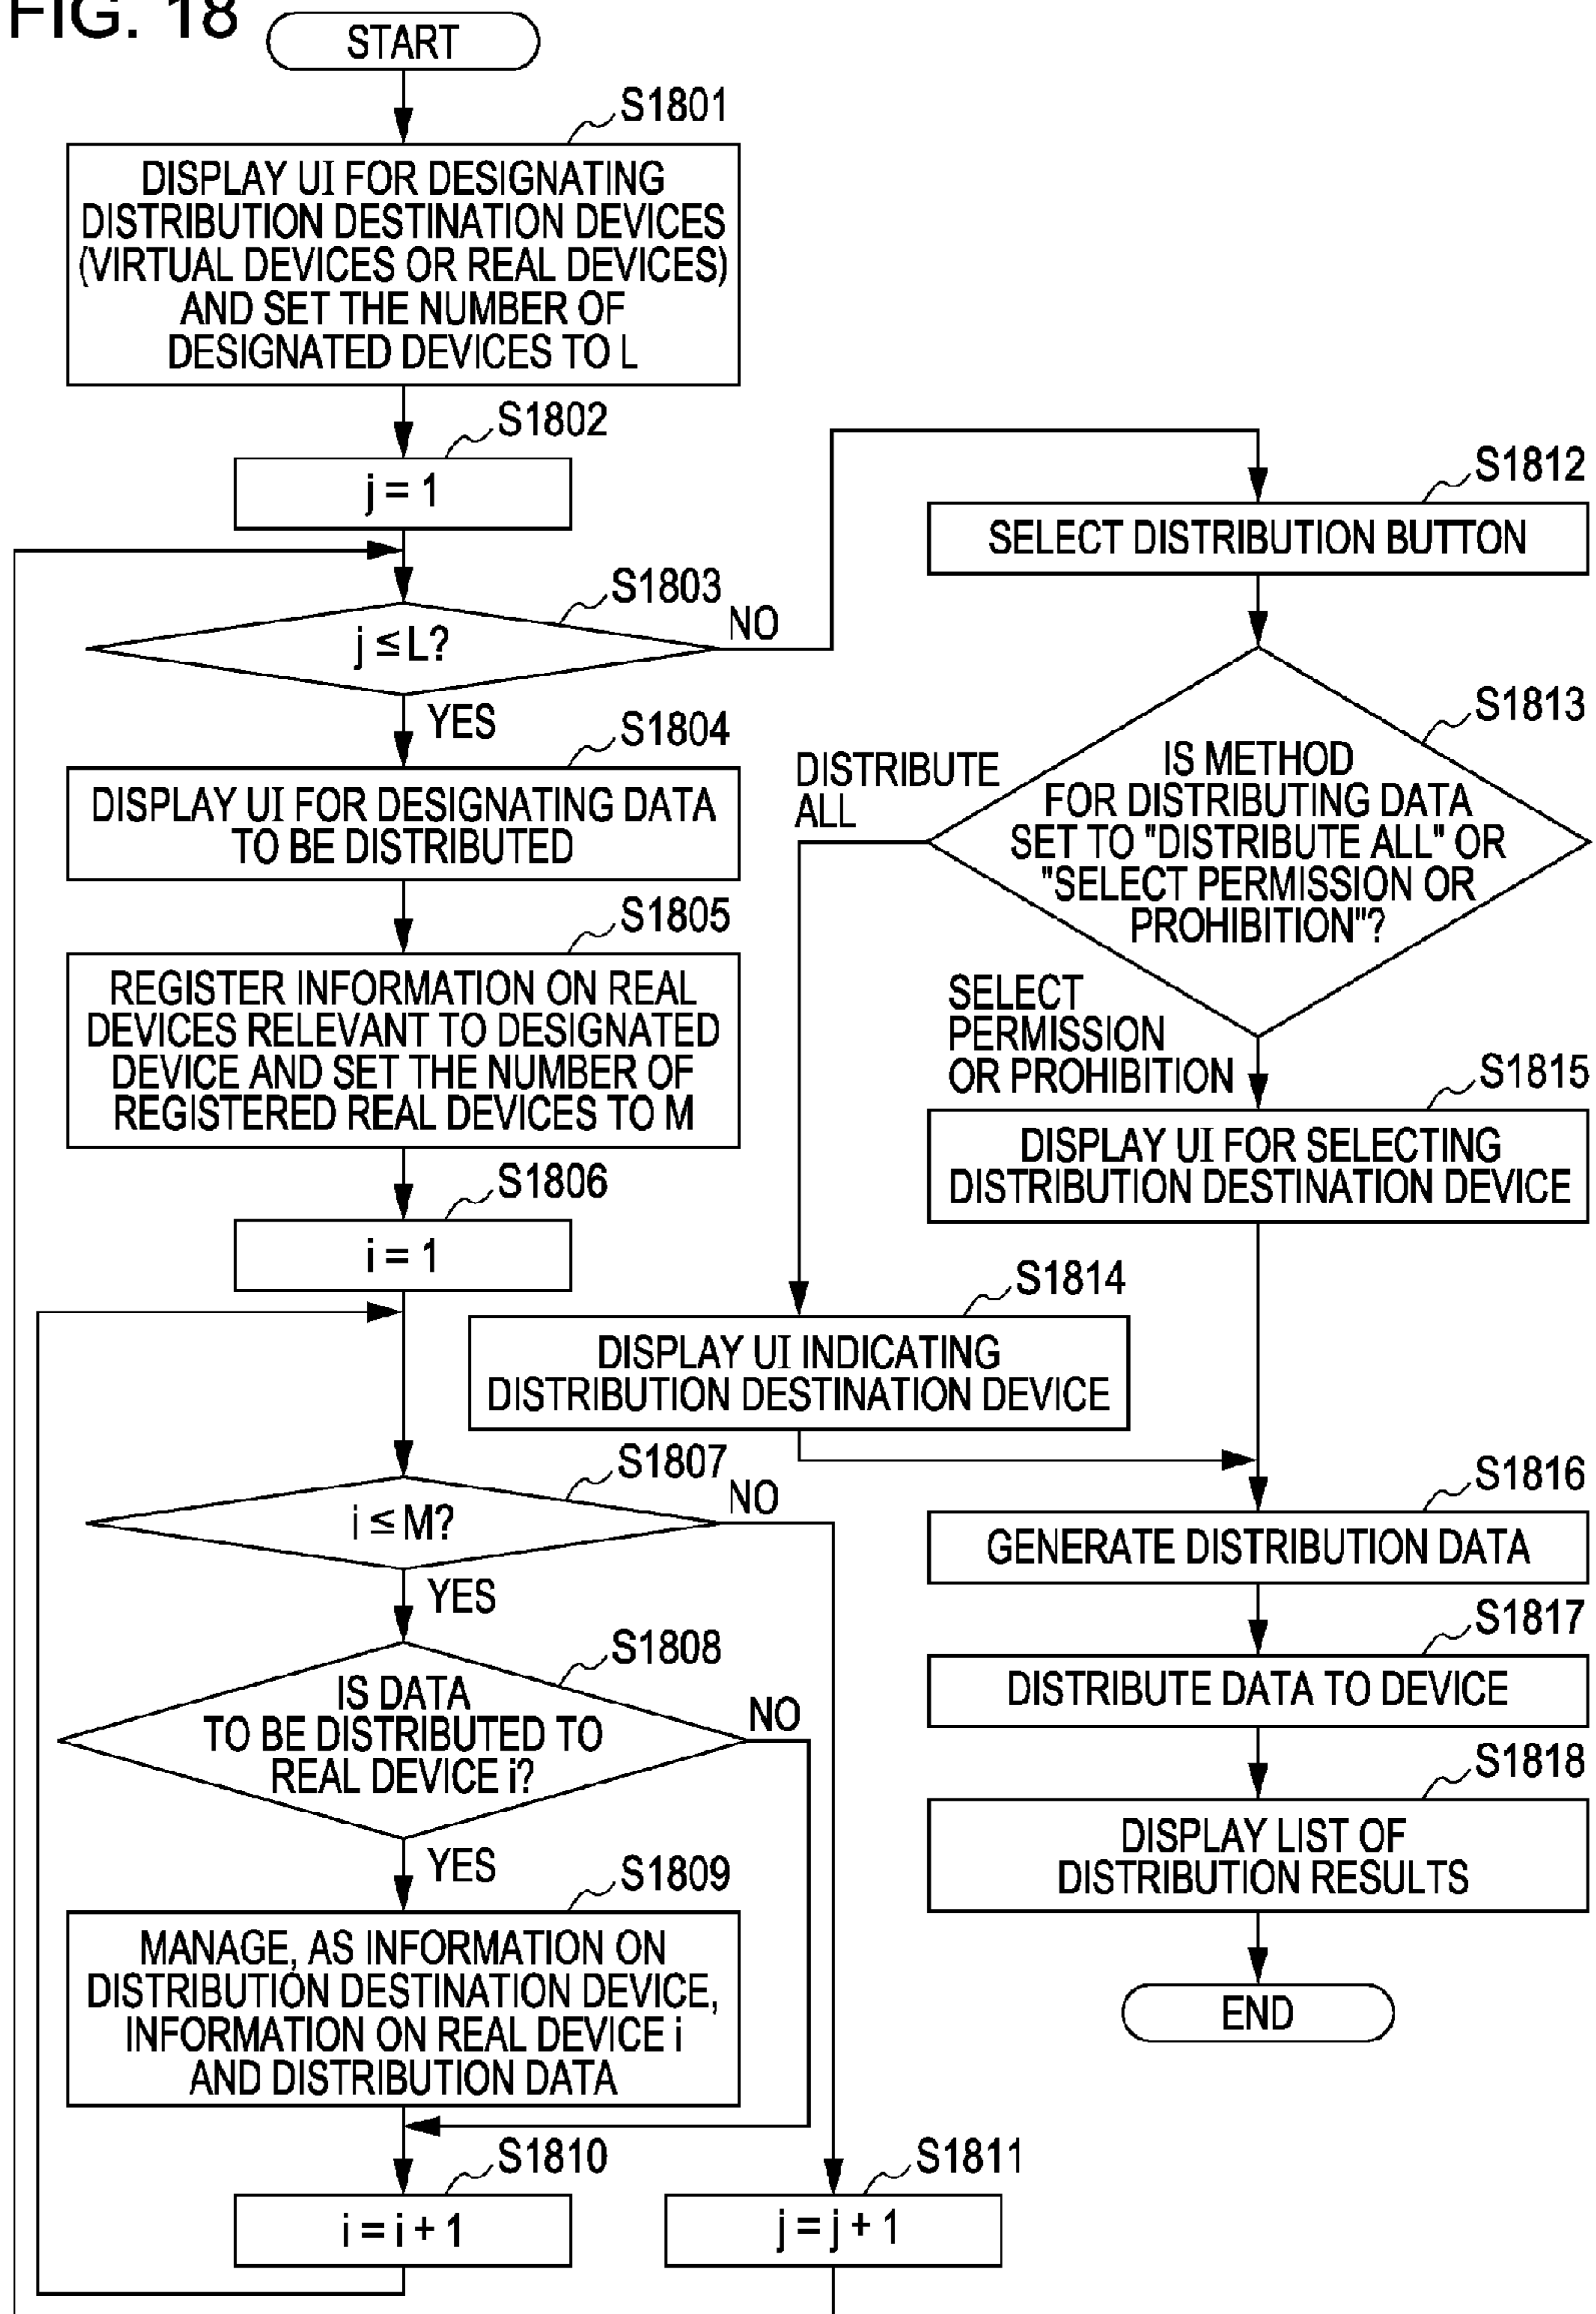 FIG. 18
START
S1801
DISPLAY UI FOR DESIGNATING
DISTRIBUTION DESTINATION DEVICES
(VIRTUAL DEVICES OR REAL DEVICES)
AND SET THE NUMBER OF
DESIGNATED DEVICES TO L
S1802
j = 1
S1803
j ≤ L?
NO
YES
S1804
DISPLAY UI FOR DESIGNATING DATA
TO BE DISTRIBUTED
S1805
REGISTER INFORMATION ON REAL
DEVICES RELEVANT TO DESIGNATED
DEVICE AND SET THE NUMBER OF
REGISTERED REAL DEVICES TO M
S1806
i = 1
S1807
i ≤ M?
NO
YES
S1808
IS DATA
TO BE DISTRIBUTED TO
REAL DEVICE i?
NO
YES
S1809
MANAGE, AS INFORMATION ON
DISTRIBUTION DESTINATION DEVICE,
INFORMATION ON REAL DEVICE i
AND DISTRIBUTION DATA
S1810
i = i + 1
S1811
j = j + 1
S1812
SELECT DISTRIBUTION BUTTON
S1813
IS METHOD
FOR DISTRIBUTING DATA
SET TO "DISTRIBUTE ALL" OR
"SELECT PERMISSION OR
PROHIBITION"?
DISTRIBUTE
ALL
SELECT
PERMISSION
OR PROHIBITION
S1814
DISPLAY UI INDICATING
DISTRIBUTION DESTINATION DEVICE
S1815
DISPLAY UI FOR SELECTING
DISTRIBUTION DESTINATION DEVICE
S1816
GENERATE DISTRIBUTION DATA
S1817
DISTRIBUTE DATA TO DEVICE
S1818
DISPLAY LIST OF
DISTRIBUTION RESULTS
END